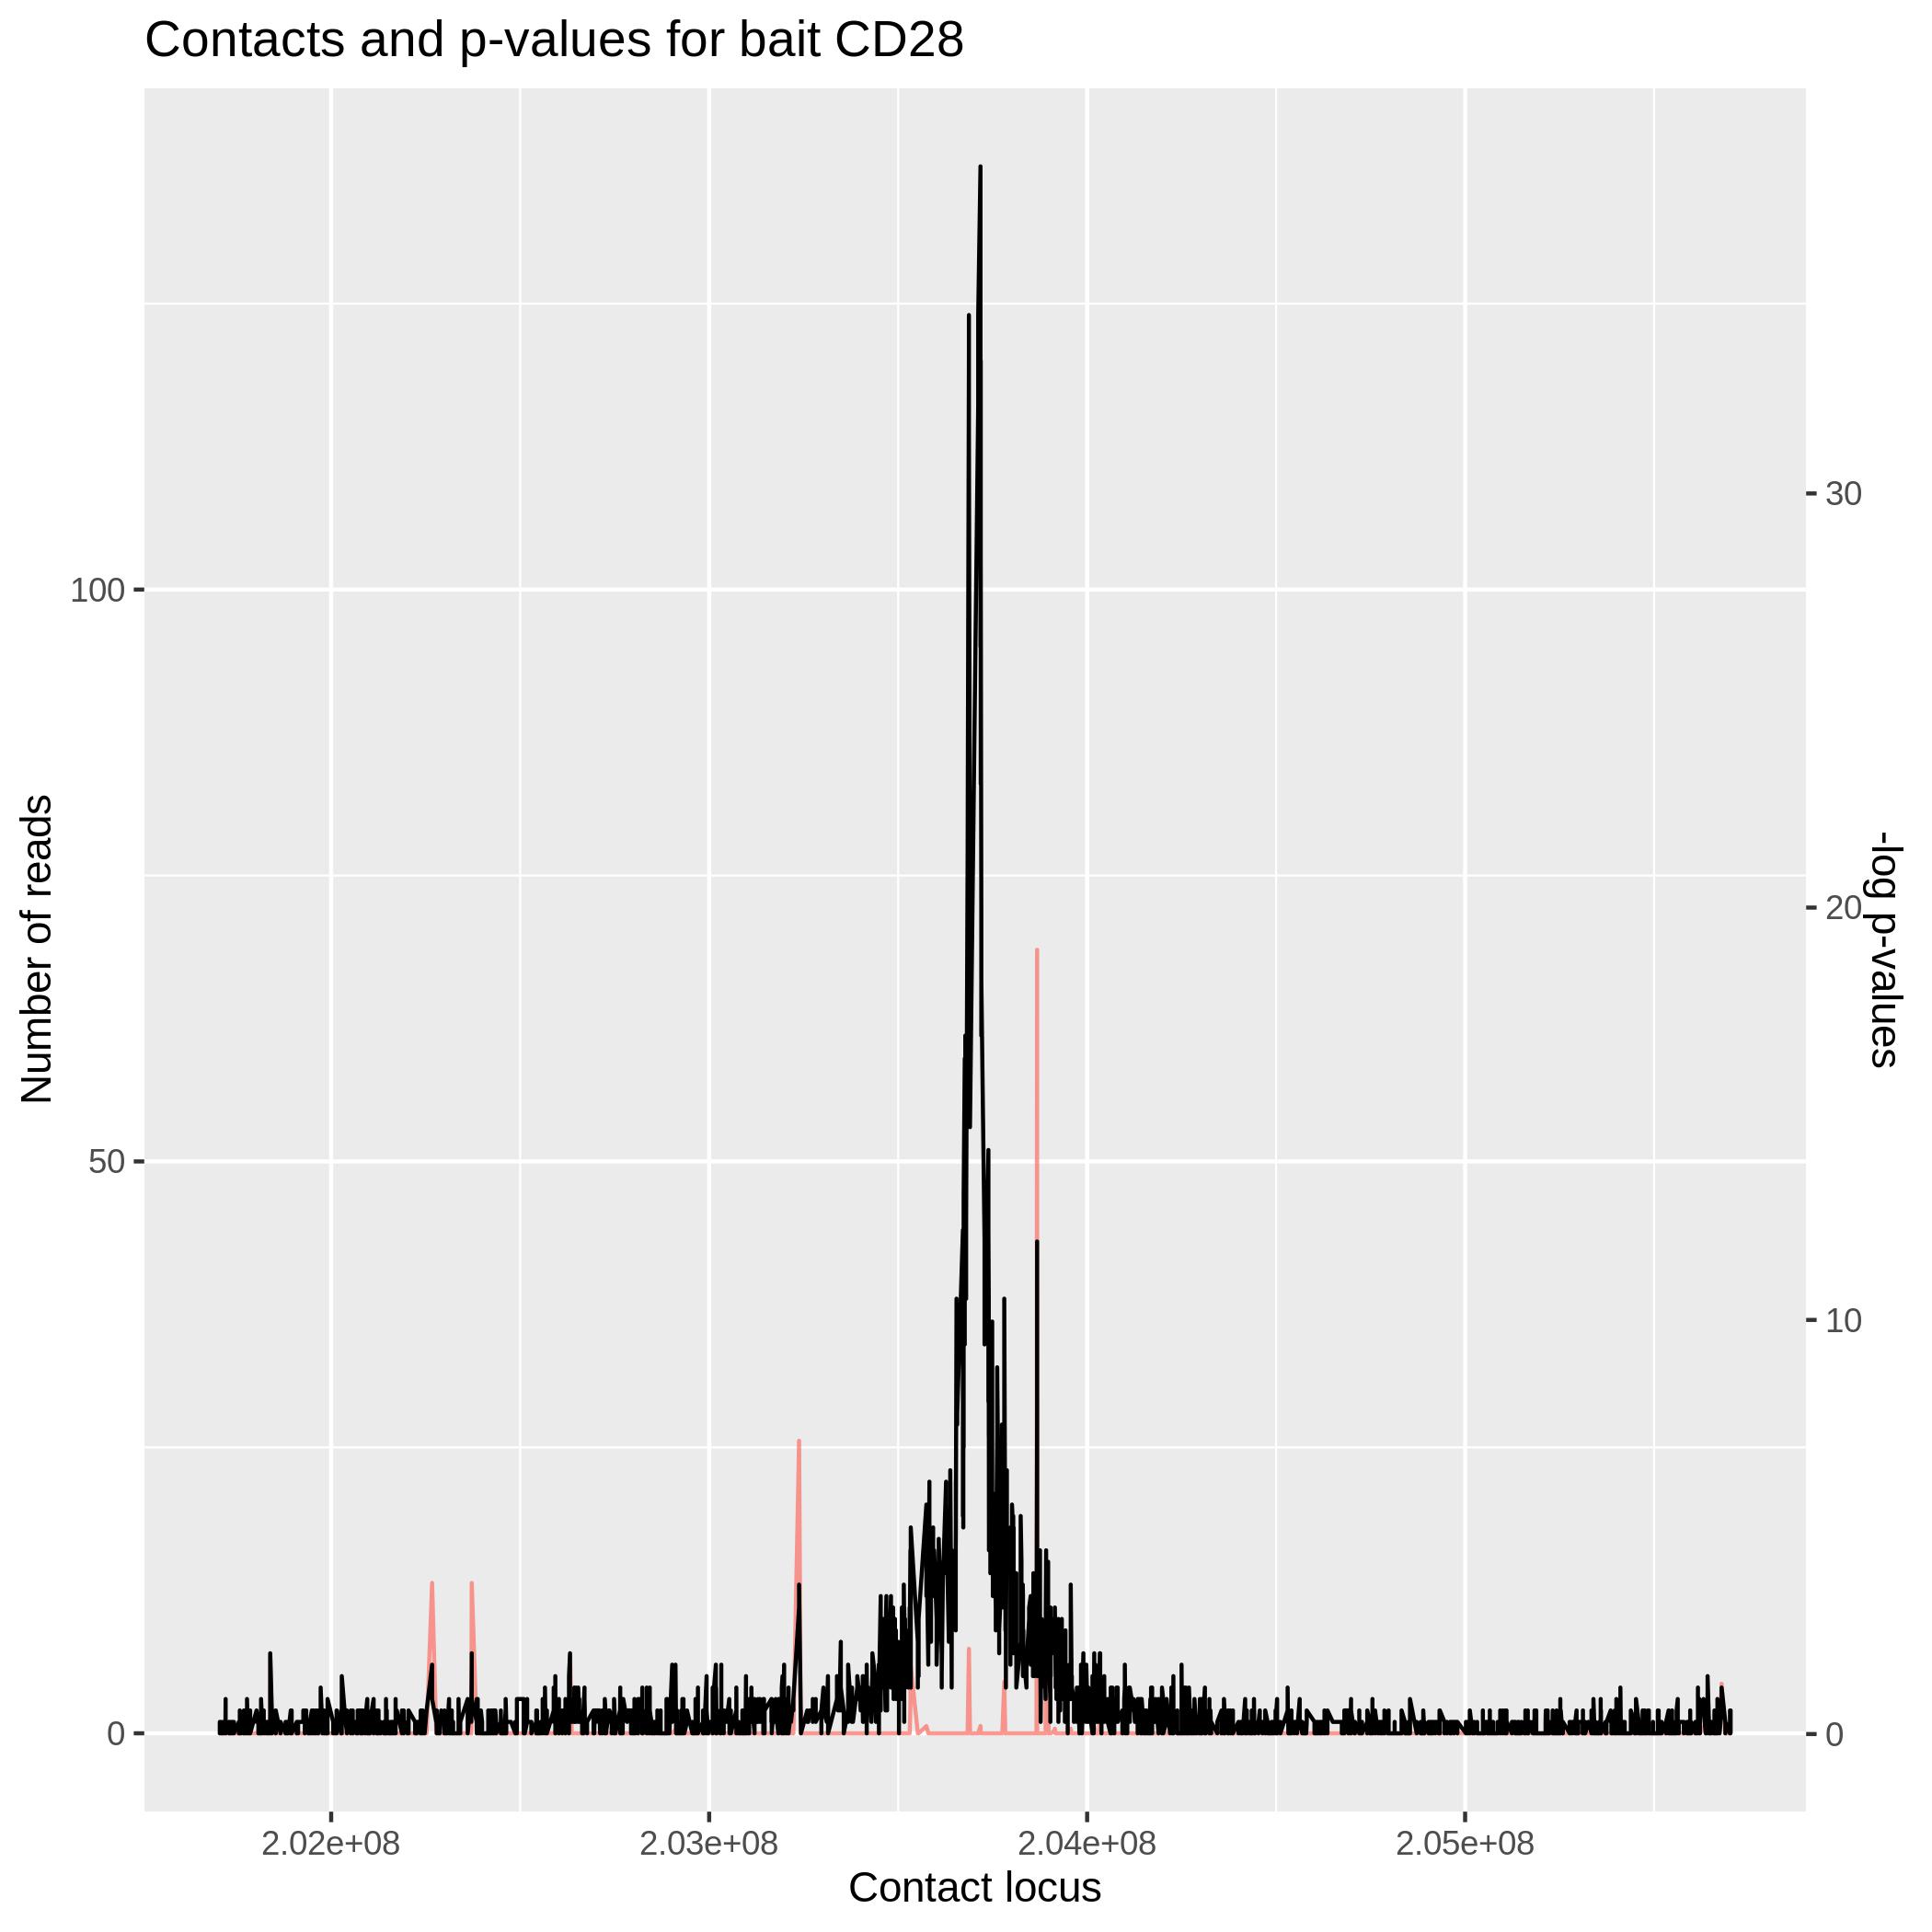 Contacts and p-values for bait CD28
Number of reads
100
50
0
30
20
10
0
-log p-values
2.02e+08
2.03e+08
2.04e+08
2.05e+08
Contact locus